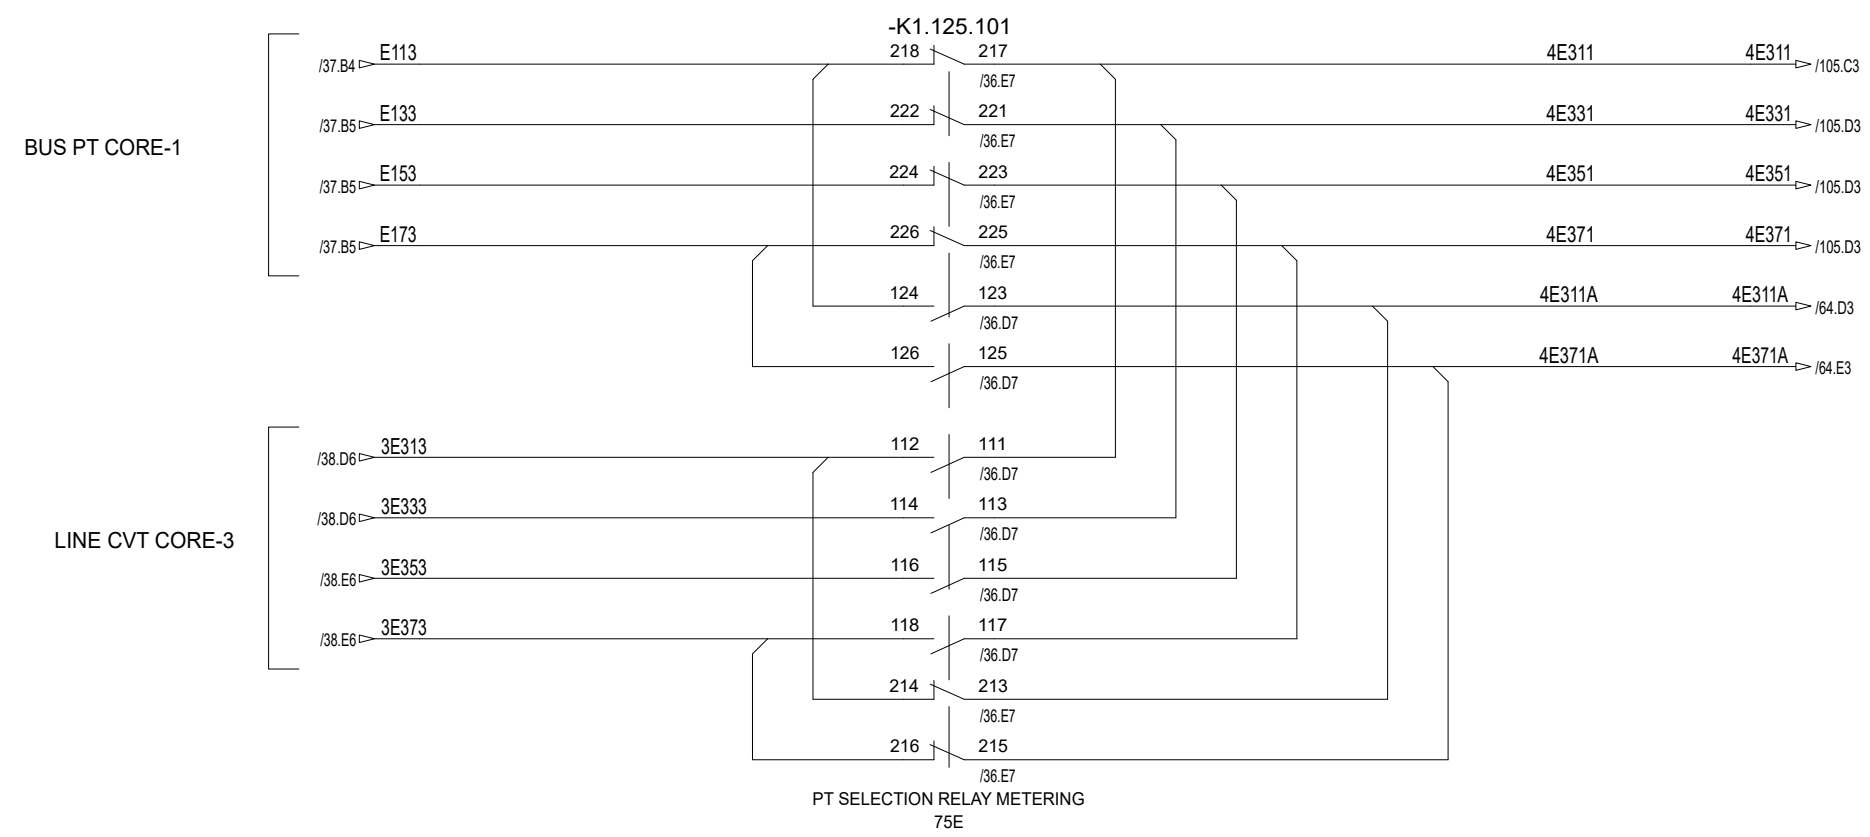 -K1.125.101
/37.B4 E113 218 217 4E311 4E311 /105.C3
/36.E7
/37.B5 E133 222 221 4E331 4E331 /105.D3
/36.E7
BUS PT CORE-1
/37.B5 E153 224 223 4E351 4E351 /105.D3
/36.E7
/37.B5 E173 226 225 4E371 4E371 /105.D3
/36.E7
124 123 4E311A 4E311A /64.D3
/36.D7
126 125 4E371A 4E371A /64.E3
/36.D7
/38.D6 3E313 112 111
/36.D7
/38.D6 3E333 114 113
/36.D7
LINE CVT CORE-3
/38.E6 3E353 116 115
/36.D7
/38.E6 3E373 118 117
/36.D7
214 213
/36.E7
216 215
/36.E7
PT SELECTION RELAY METERING
75E